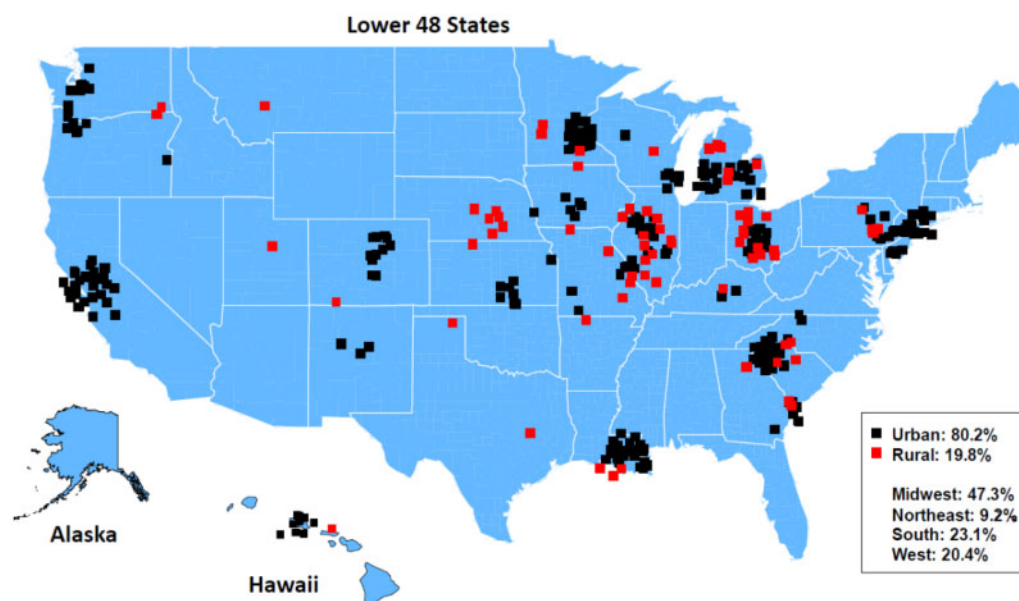 Lower 48 States
Urban: 80.2%
Rural: 19.8%
Midwest: 47.3%
Northeast: 9.2%
South: 23.1%
West: 20.4%
Alaska
Hawaii